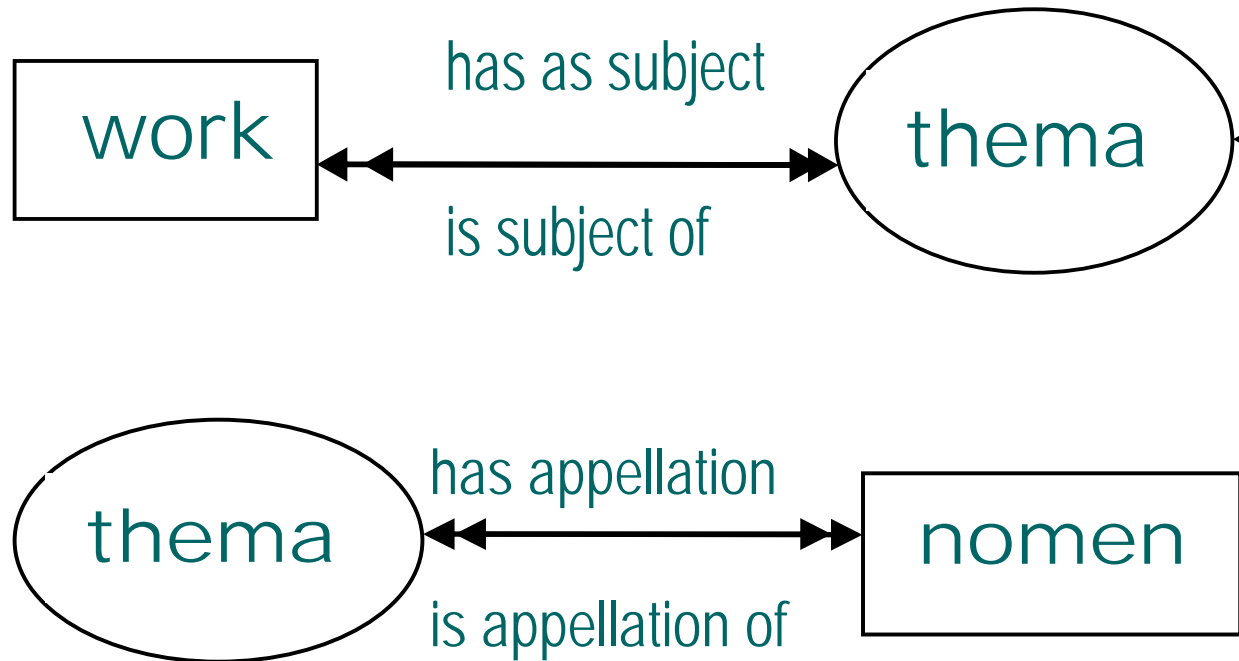 has as subject
work
thema
is subject of
has appellation
thema
nomen
is appellation of